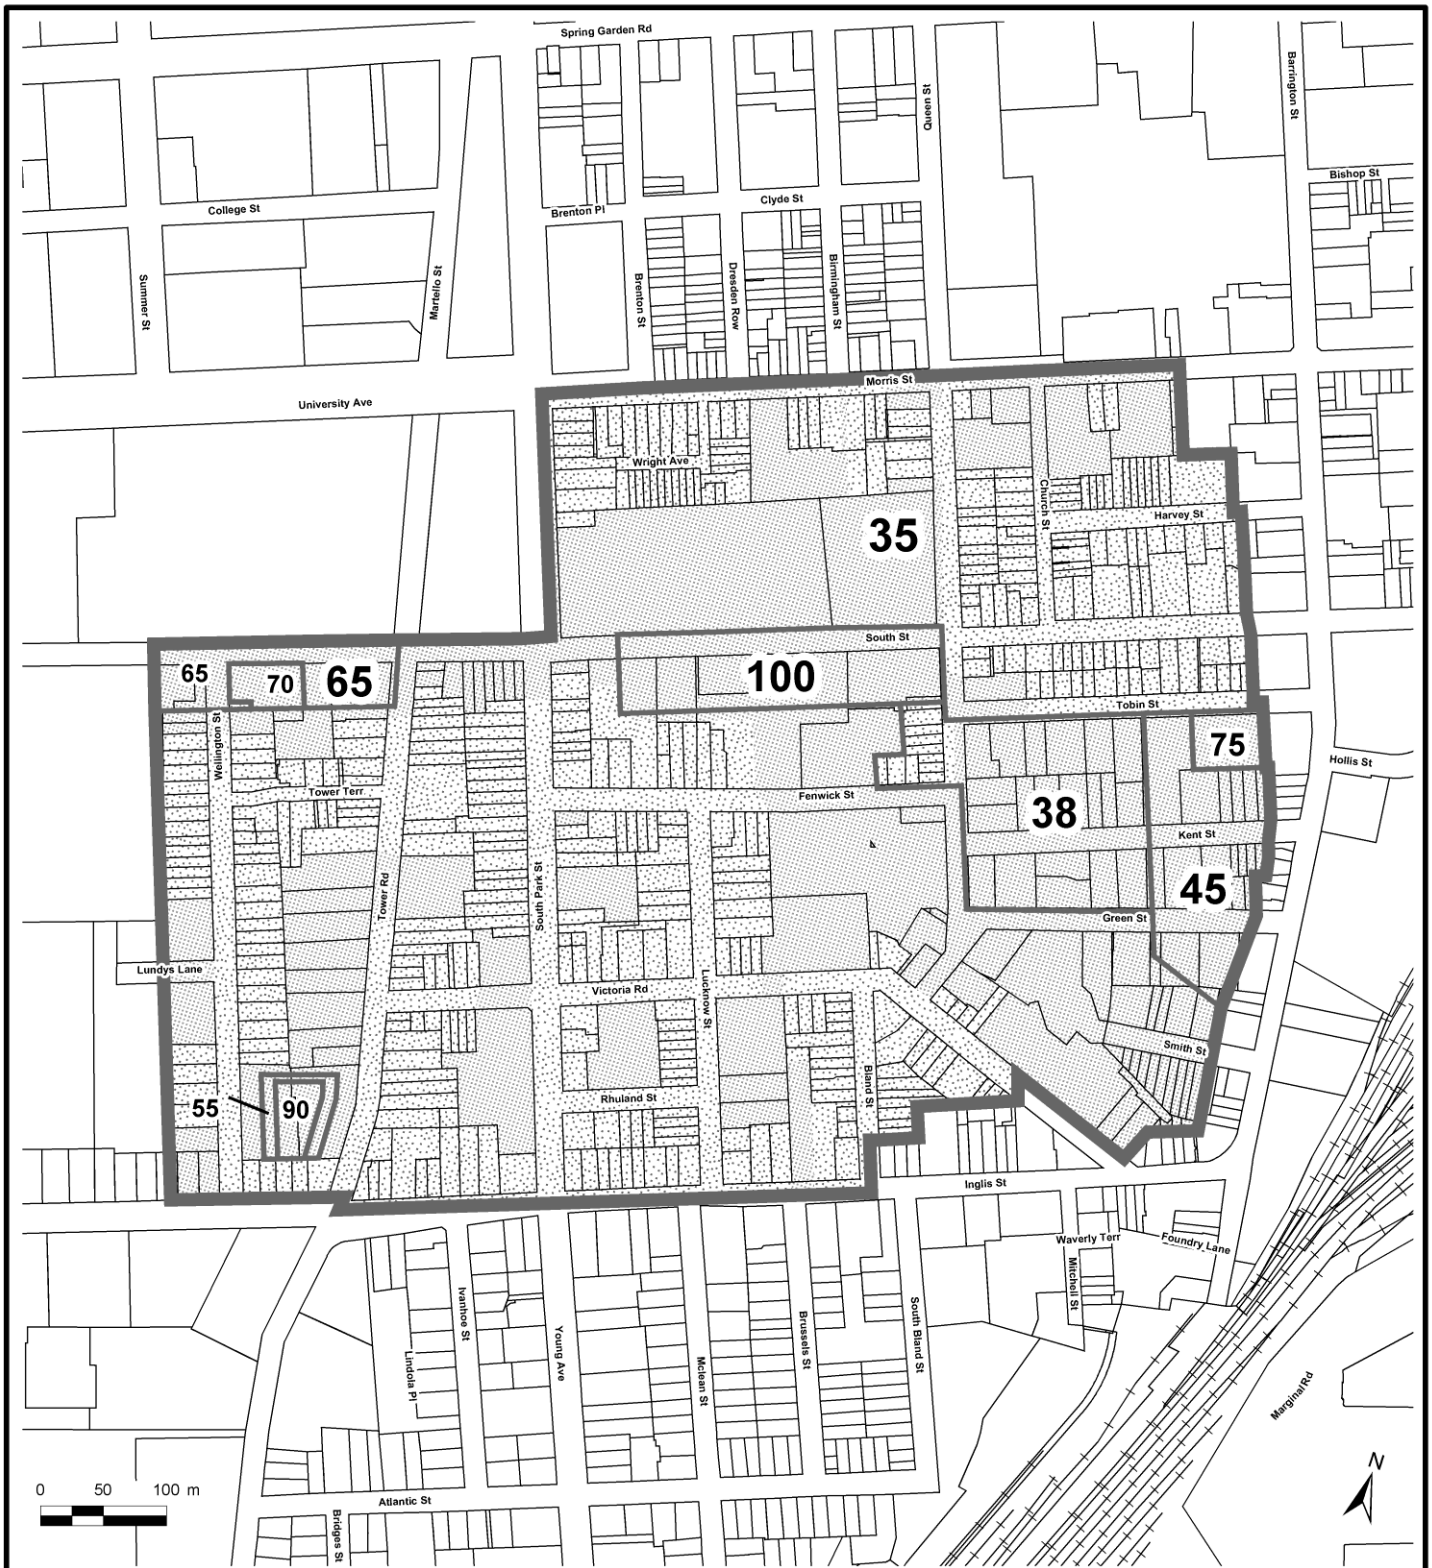 Spring Garden Rd
Queen St
Barrington St
Bishop St
College St
Brenton Pl
Clyde St
Summer St
Martello St
Brenton St
Dresden Row
Birmingham St
University Ave
Morris St
Wright Ave
Church St
Harvey St
35
South St
65
70
65
100
Tobin St
Wellington St
75
Hollis St
Tower Terr
Fenwick St
38
Kent St
Tower Rd
South Park St
45
Green St
Lundys Lane
Victoria Rd
Lucknow St
Smith St
55
90
Rhuland St
Bland St
Inglis St
Waverly Terr
Foundry Lane
Mitchell St
Ivanhoe St
Young Ave
Lindola Pl
Mclean St
Brussels St
South Bland St
Marginal Rd
N
0 50 100 m
Atlantic St
Bridges St